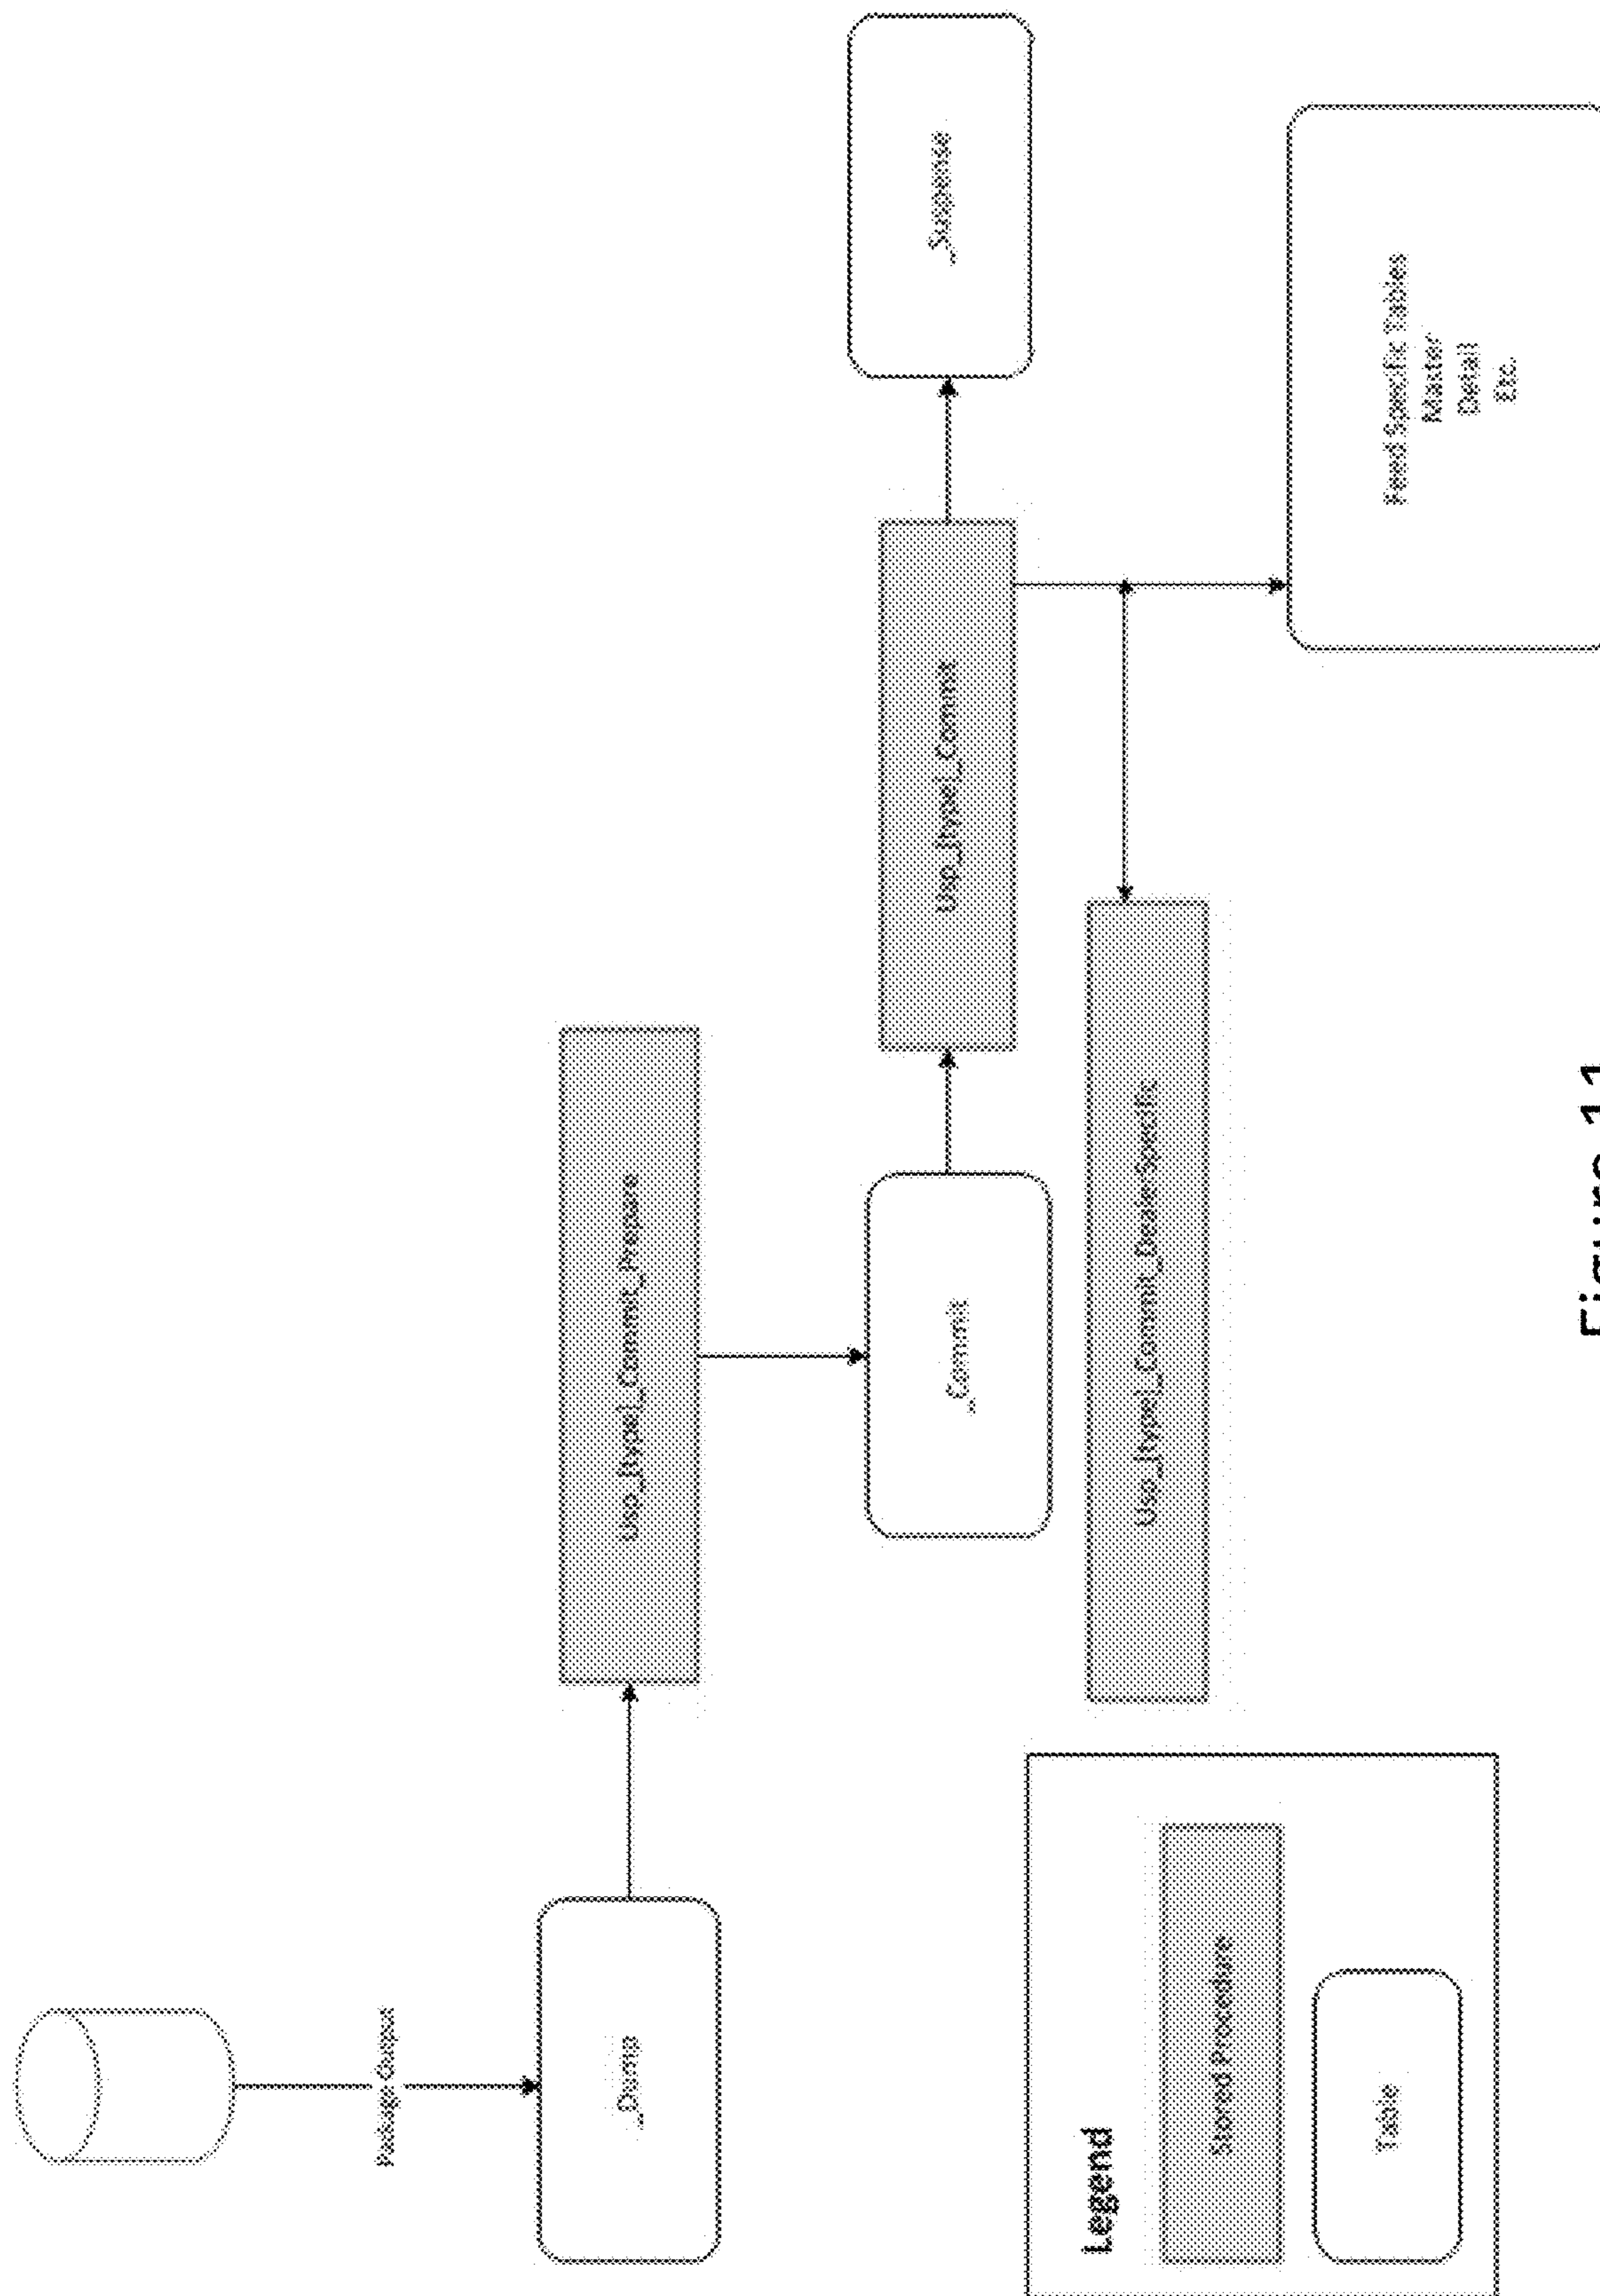 Package Output
_Dump
Usp_[type]_Commit_Prepare
_Commit
Usp_[type]_Commit
_Suspense
Usp_[type]_Commit_DealerSpecific
Feed Specific Tables
Master
Detail
Etc.
Legend
Stored Procedure
Table
Figure 11